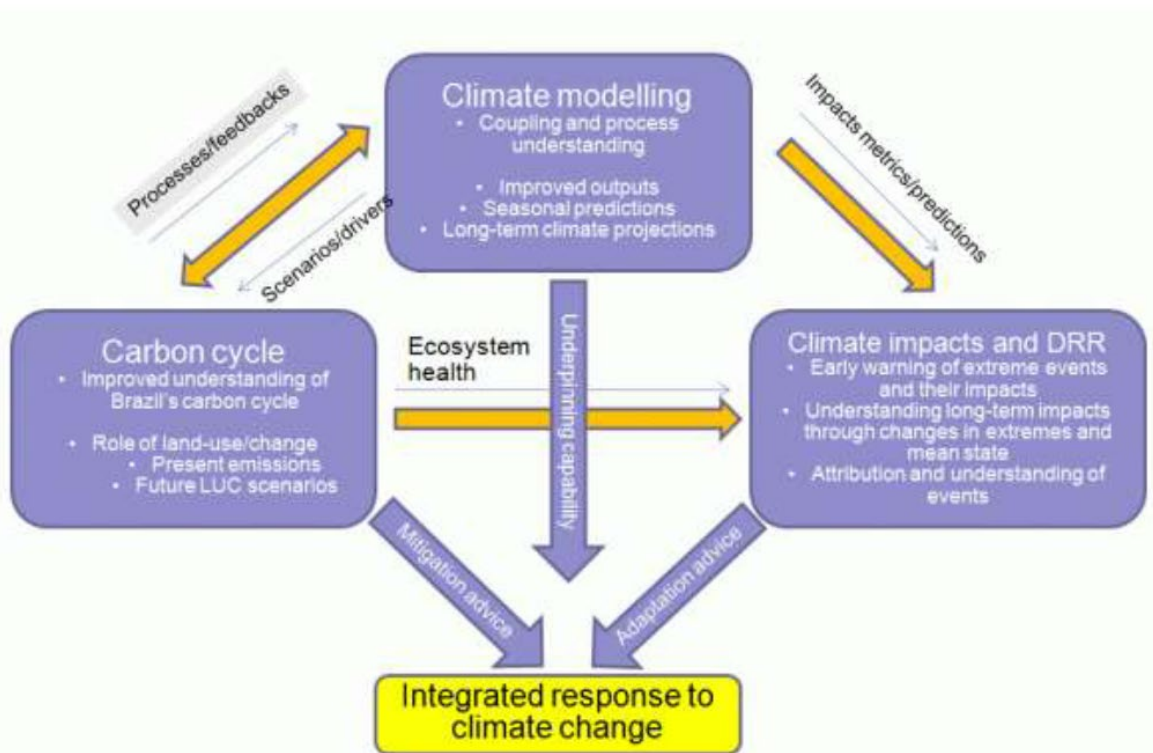 Climate modelling
• Coupling and process
understanding
• Improved outputs
• Seasonal predictions
• Long-term climate projections
Processes/feedbacks
Scenarios/drivers
Impacts metrics/predictions
Carbon cycle
• Improved understanding of
Brazil's carbon cycle
• Role of land-use/change
• Present emissions
• Future LUC scenarios
Ecosystem
health
Underpinning capability
Climate impacts and DRR
• Early warning of extreme events
and their impacts
• Understanding long-term impacts
through changes in extremes and
mean state
• Attribution and understanding of
events
Mitigation advice
Adaptation advice
Integrated response to
climate change